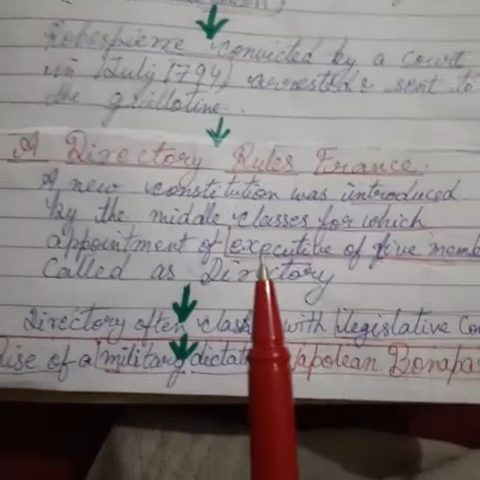 Robespierre convicted by a court
in (July 1794) arrested & sent to
the guillotine.
A Directory Rules France.
A new constitution was introduced
by the middle classes for which
appointment of executive of five memb
Called as Directory
Directory often clash with legislative Co
Rise of a military dictat apolean Bonapa